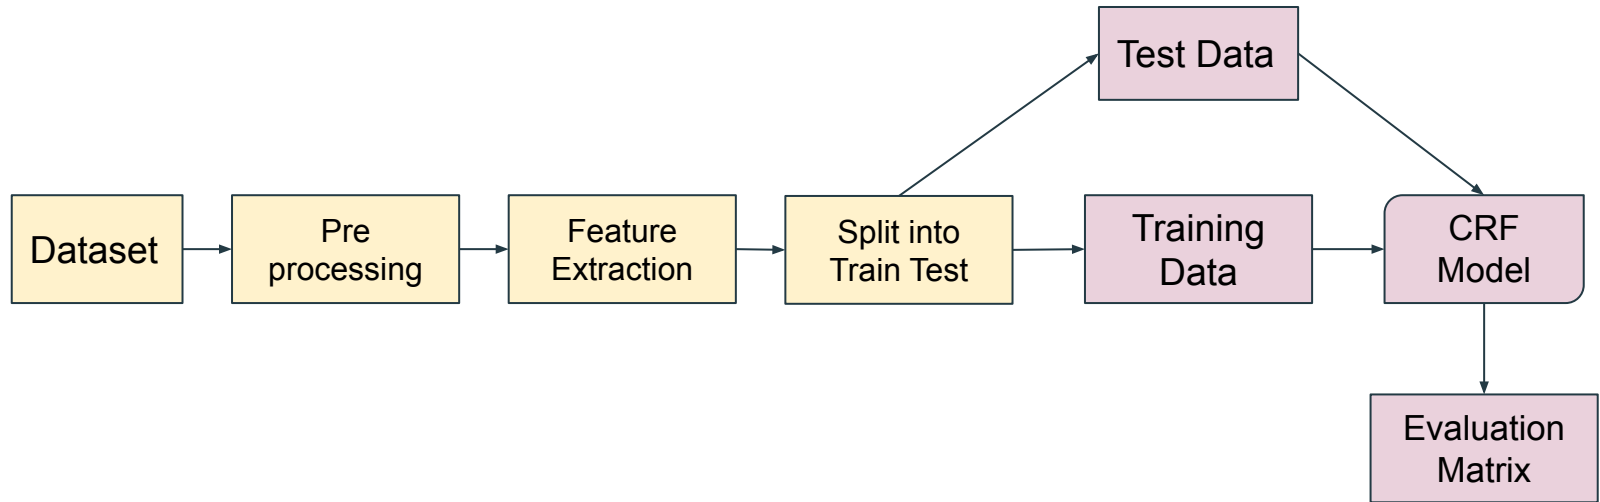 Test Data
Dataset
Pre
processing
Feature
Extraction
Split into
Train Test
Training
Data
CRF
Model
Evaluation
Matrix